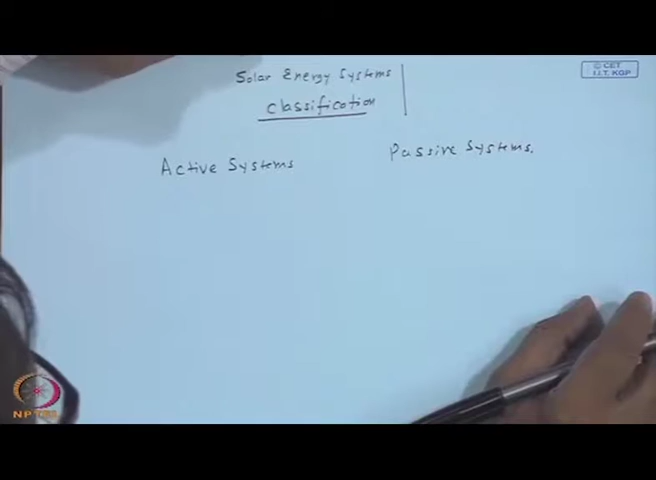 © CET
I.I.T. KGP
Solar Energy Systems
Classification
Active Systems
Passive Systems.
NPTEL